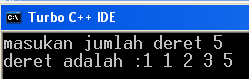 Turbo C++ IDE
masukan jumlah deret 5
deret adalah :1 1 2 3 5